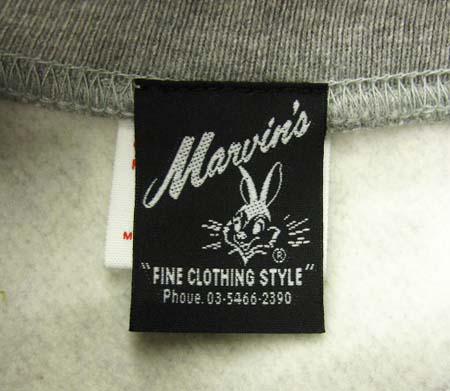 Marvin's
®
"FINE CLOTHING STYLE"
Phoue. 03-5466-2390
M